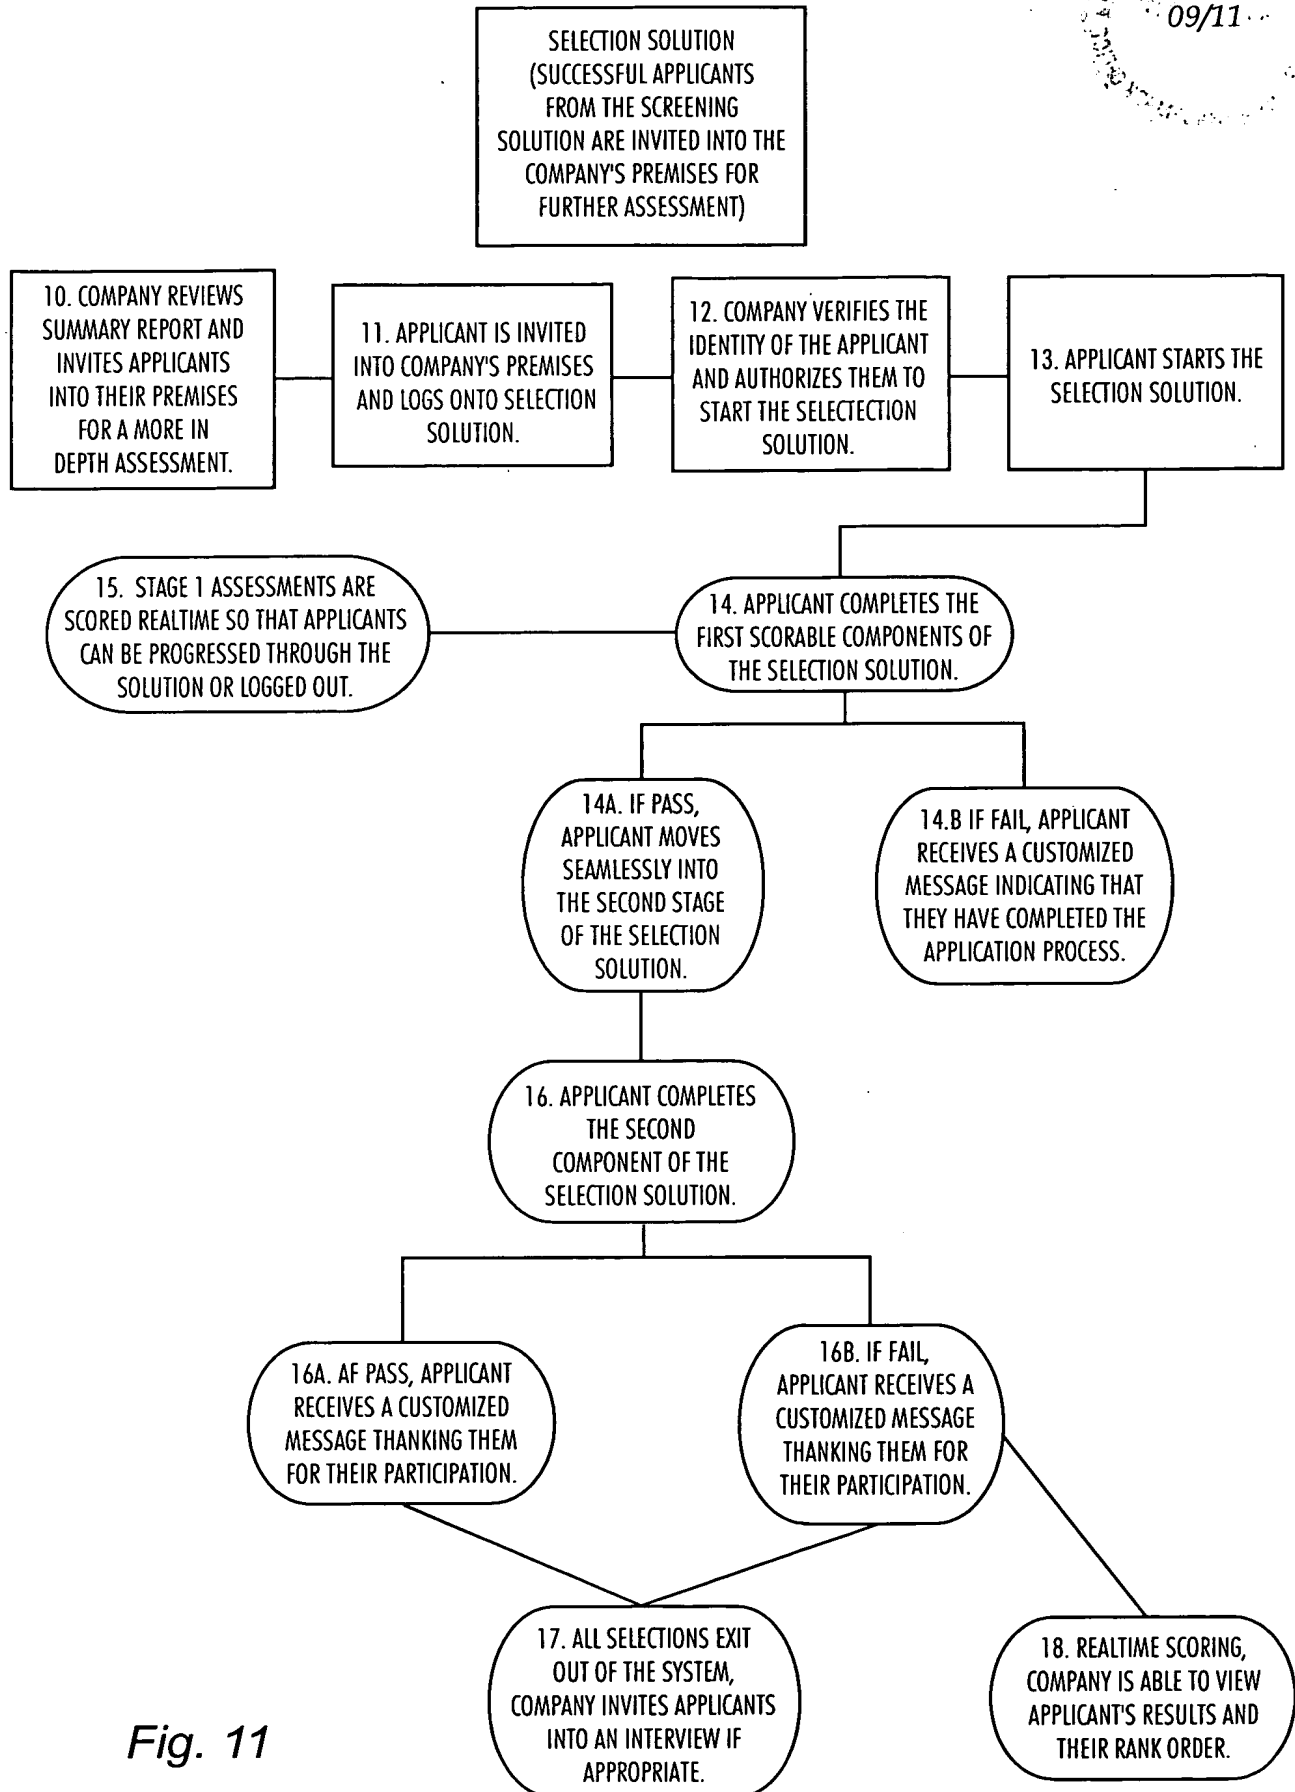 09/11
SELECTION SOLUTION
(SUCCESSFUL APPLICANTS
FROM THE SCREENING
SOLUTION ARE INVITED INTO THE
COMPANY'S PREMISES FOR
FURTHER ASSESSMENT)
10. COMPANY REVIEWS
SUMMARY REPORT AND
INVITES APPLICANTS
INTO THEIR PREMISES
FOR A MORE IN
DEPTH ASSESSMENT.
11. APPLICANT IS INVITED
INTO COMPANY'S PREMISES
AND LOGS ONTO SELECTION
SOLUTION.
12. COMPANY VERIFIES THE
IDENTITY OF THE APPLICANT
AND AUTHORIZES THEM TO
START THE SELECTECTION
SOLUTION.
13. APPLICANT STARTS THE
SELECTION SOLUTION.
15. STAGE 1 ASSESSMENTS ARE
SCORED REALTIME SO THAT APPLICANTS
CAN BE PROGRESSED THROUGH THE
SOLUTION OR LOGGED OUT.
14. APPLICANT COMPLETES THE
FIRST SCORABLE COMPONENTS OF
THE SELECTION SOLUTION.
14A. IF PASS,
APPLICANT MOVES
SEAMLESSLY INTO
THE SECOND STAGE
OF THE SELECTION
SOLUTION.
14.B IF FAIL, APPLICANT
RECEIVES A CUSTOMIZED
MESSAGE INDICATING THAT
THEY HAVE COMPLETED THE
APPLICATION PROCESS.
16. APPLICANT COMPLETES
THE SECOND
COMPONENT OF THE
SELECTION SOLUTION.
16A. AF PASS, APPLICANT
RECEIVES A CUSTOMIZED
MESSAGE THANKING THEM
FOR THEIR PARTICIPATION.
16B. IF FAIL,
APPLICANT RECEIVES A
CUSTOMIZED MESSAGE
THANKING THEM FOR
THEIR PARTICIPATION.
17. ALL SELECTIONS EXIT
OUT OF THE SYSTEM,
COMPANY INVITES APPLICANTS
INTO AN INTERVIEW IF
APPROPRIATE.
18. REALTIME SCORING,
COMPANY IS ABLE TO VIEW
APPLICANT'S RESULTS AND
THEIR RANK ORDER.
Fig. 11